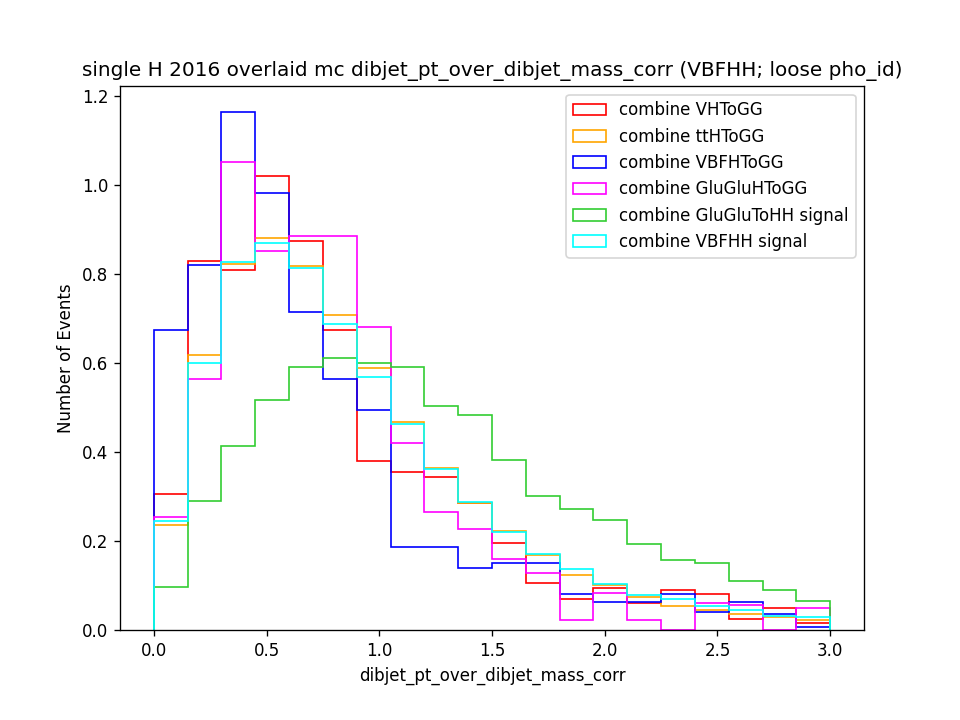 single H 2016 overlaid mc dibjet_pt_over_dibjet_mass_corr (VBFHH; loose pho_id)
combine VHToGG
combine ttHToGG
combine VBFHToGG
combine GluGluHToGG
combine GluGluToHH signal
combine VBFHH signal
Number of Events
1.2
1.0
0.8
0.6
0.4
0.2
0.0
0.0 0.5 1.0 1.5 2.0 2.5 3.0
dibjet_pt_over_dibjet_mass_corr